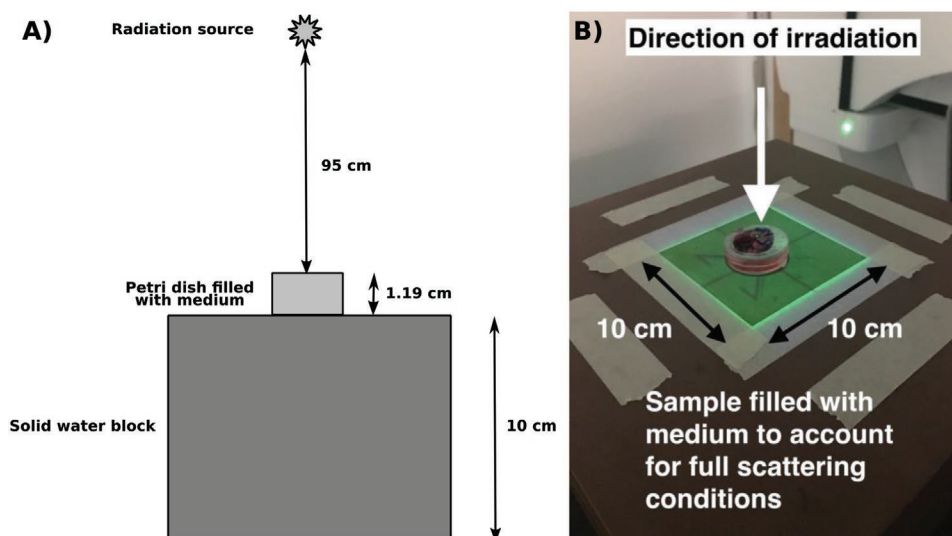 A)
Radiation source
95 cm
Petri dish filled
with medium
1.19 cm
Solid water block
10 cm
B)
Direction of irradiation
10 cm
10 cm
Sample filled with
medium to account
for full scattering
conditions